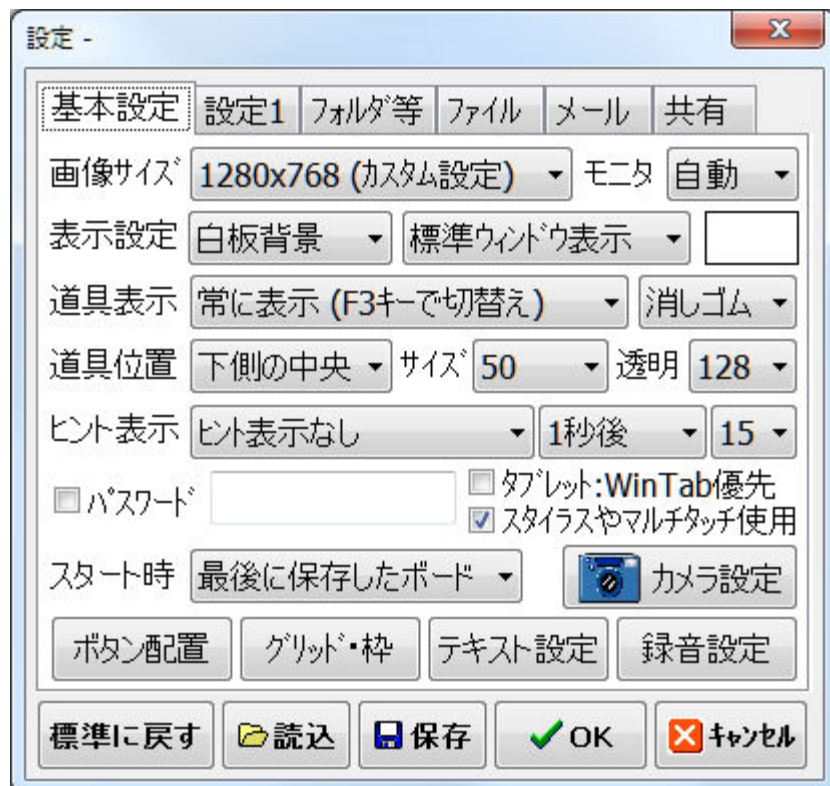 設定 -
基本設定 設定1 フォルダ等 ファイル メール 共有
画像サイズ 1280x768 (カスタム設定) モニタ 自動
表示設定 白板背景 標準ウィンドウ表示
道具表示 常に表示 (F3キーで切替え) 消しゴム
道具位置 下側の中央 サイズ 50 透明 128
ヒント表示 ヒント表示なし 1秒後 15
パスワード タブレット:WinTab優先
スタイラスやマルチタッチ使用
スタート時 最後に保存したボード カメラ設定
ボタン配置 グリッド・枠 テキスト設定 録音設定
標準に戻す 読込 保存 OK キャンセル